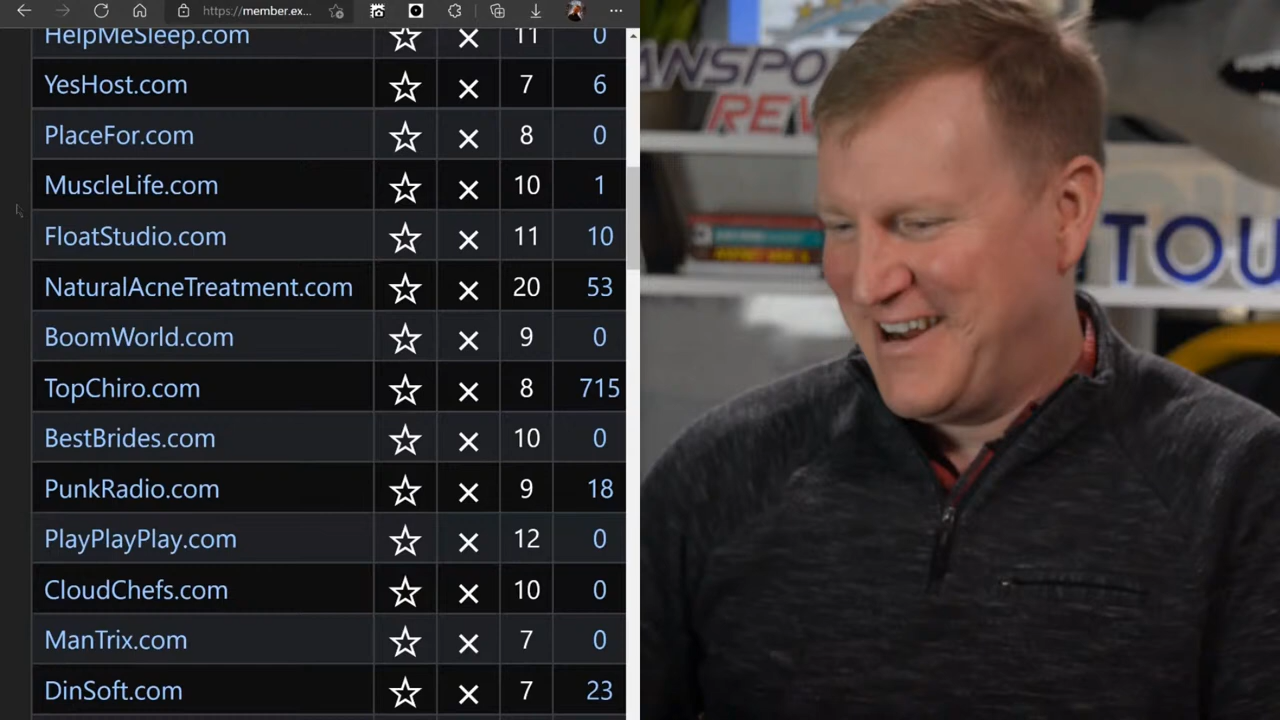 https://member.ex...
HelpMeSleep.com 11 0
YesHost.com 7 6
PlaceFor.com 8 0
MuscleLife.com 10 1
FloatStudio.com 11 10
NaturalAcneTreatment.com 20 53
BoomWorld.com 9 0
TopChiro.com 8 715
BestBrides.com 10 0
PunkRadio.com 9 18
PlayPlayPlay.com 12 0
CloudChefs.com 10 0
ManTrix.com 7 0
DinSoft.com 7 23
ANSPO
REV
TOU